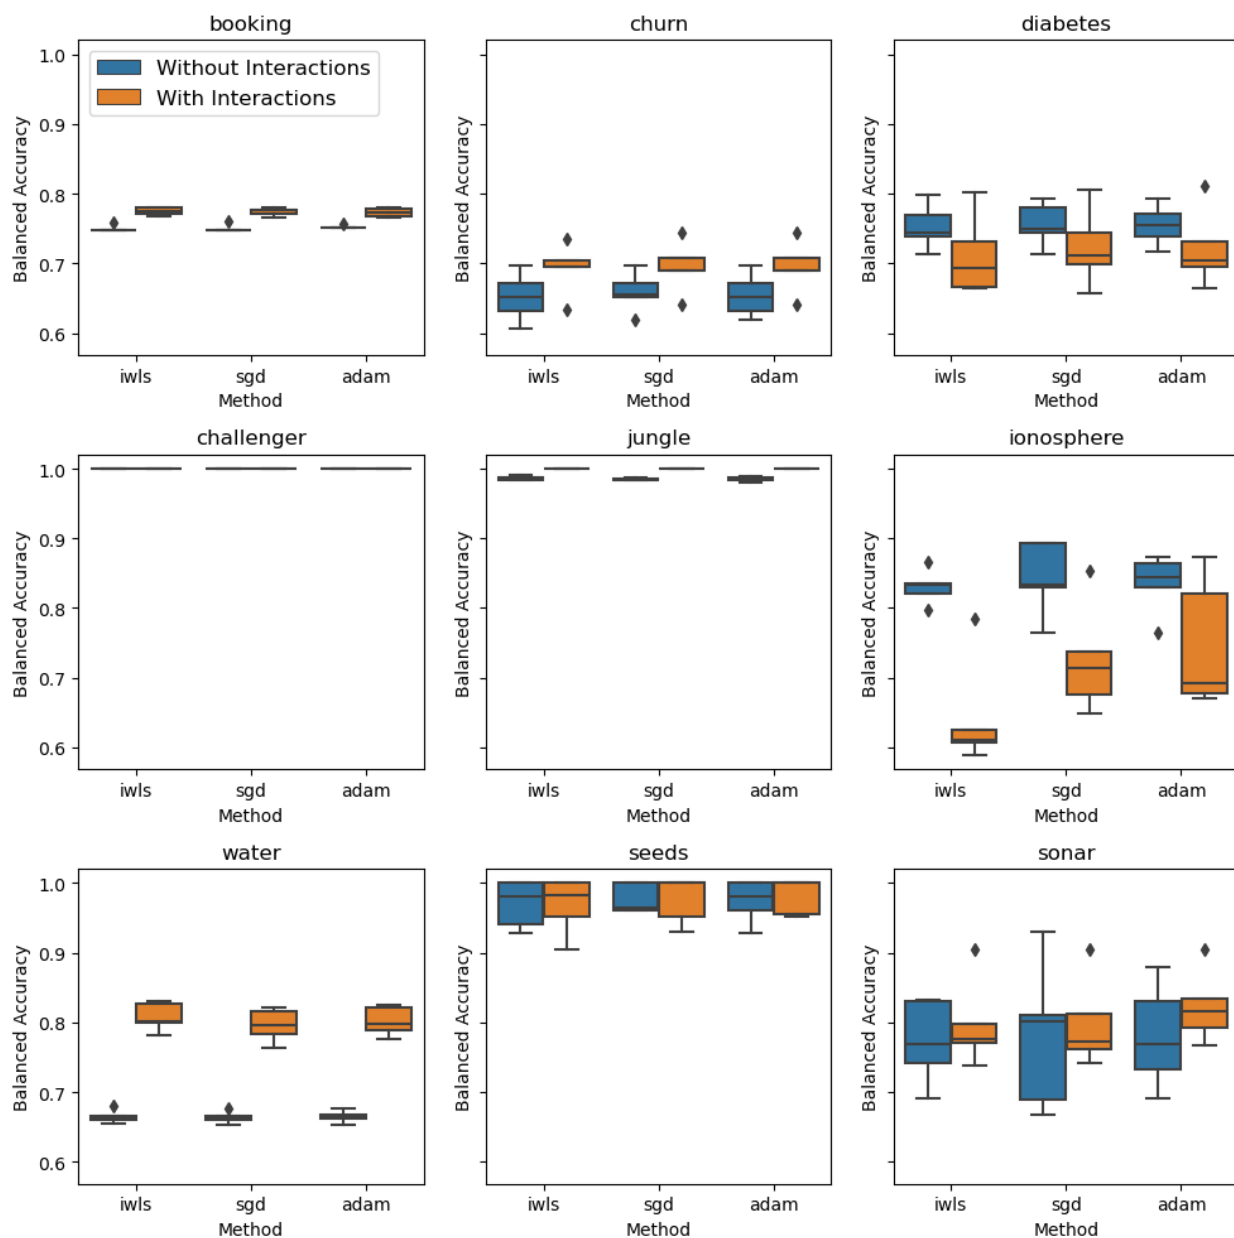 booking
churn
diabetes
Without Interactions
With Interactions
Balanced Accuracy
1.0
0.9
0.8
0.7
0.6
iwls
sgd
adam
Method
Balanced Accuracy
iwls
sgd
adam
Method
Balanced Accuracy
iwls
sgd
adam
Method
challenger
jungle
ionosphere
Balanced Accuracy
1.0
0.9
0.8
0.7
0.6
iwls
sgd
adam
Method
Balanced Accuracy
iwls
sgd
adam
Method
Balanced Accuracy
iwls
sgd
adam
Method
water
seeds
sonar
Balanced Accuracy
1.0
0.9
0.8
0.7
0.6
iwls
sgd
adam
Method
Balanced Accuracy
iwls
sgd
adam
Method
Balanced Accuracy
iwls
sgd
adam
Method